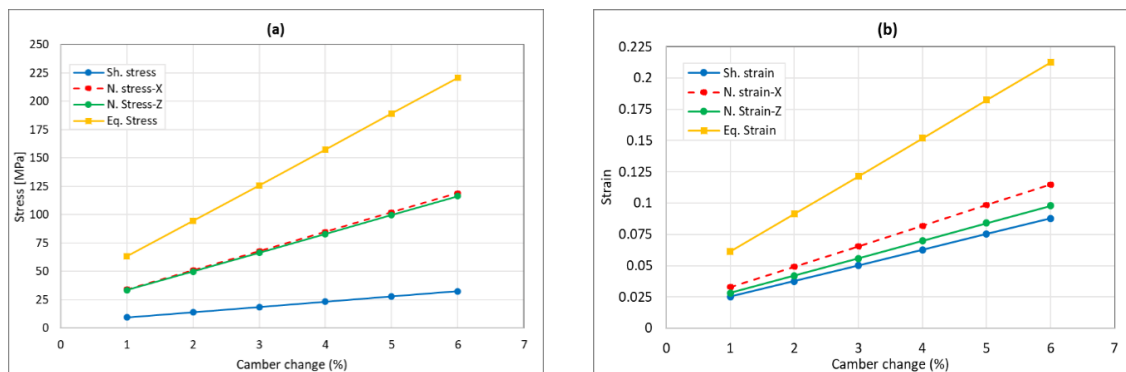 (a)
250
225
200
175
150
125
100
75
50
25
0
Stress [MPa]
Sh. stress
N. stress-X
N. Stress-Z
Eq. Stress
0 1 2 3 4 5 6 7
Camber change (%)
(b)
0.225
0.2
0.175
0.15
0.125
0.1
0.075
0.05
0.025
0
Strain
Sh. strain
N. strain-X
N. Strain-Z
Eq. Strain
0 1 2 3 4 5 6 7
Camber change (%)